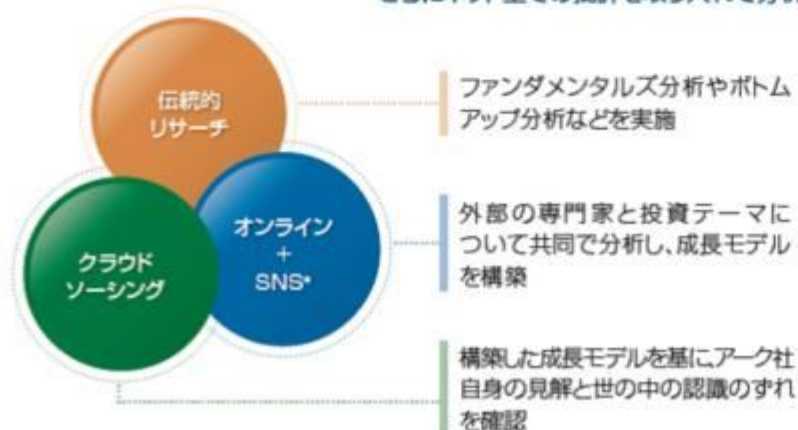 伝統的
リサーチ
ファンダメンタルズ分析やボトム
アップ分析などを実施
オンライン
+
SNS*
外部の専門家と投資テーマに
ついて共同で分析し、成長モデル
を構築
クラウド
ソーシング
構築した成長モデルを基に、アーク社
自身の見解と世の中の認識のずれ
を確認